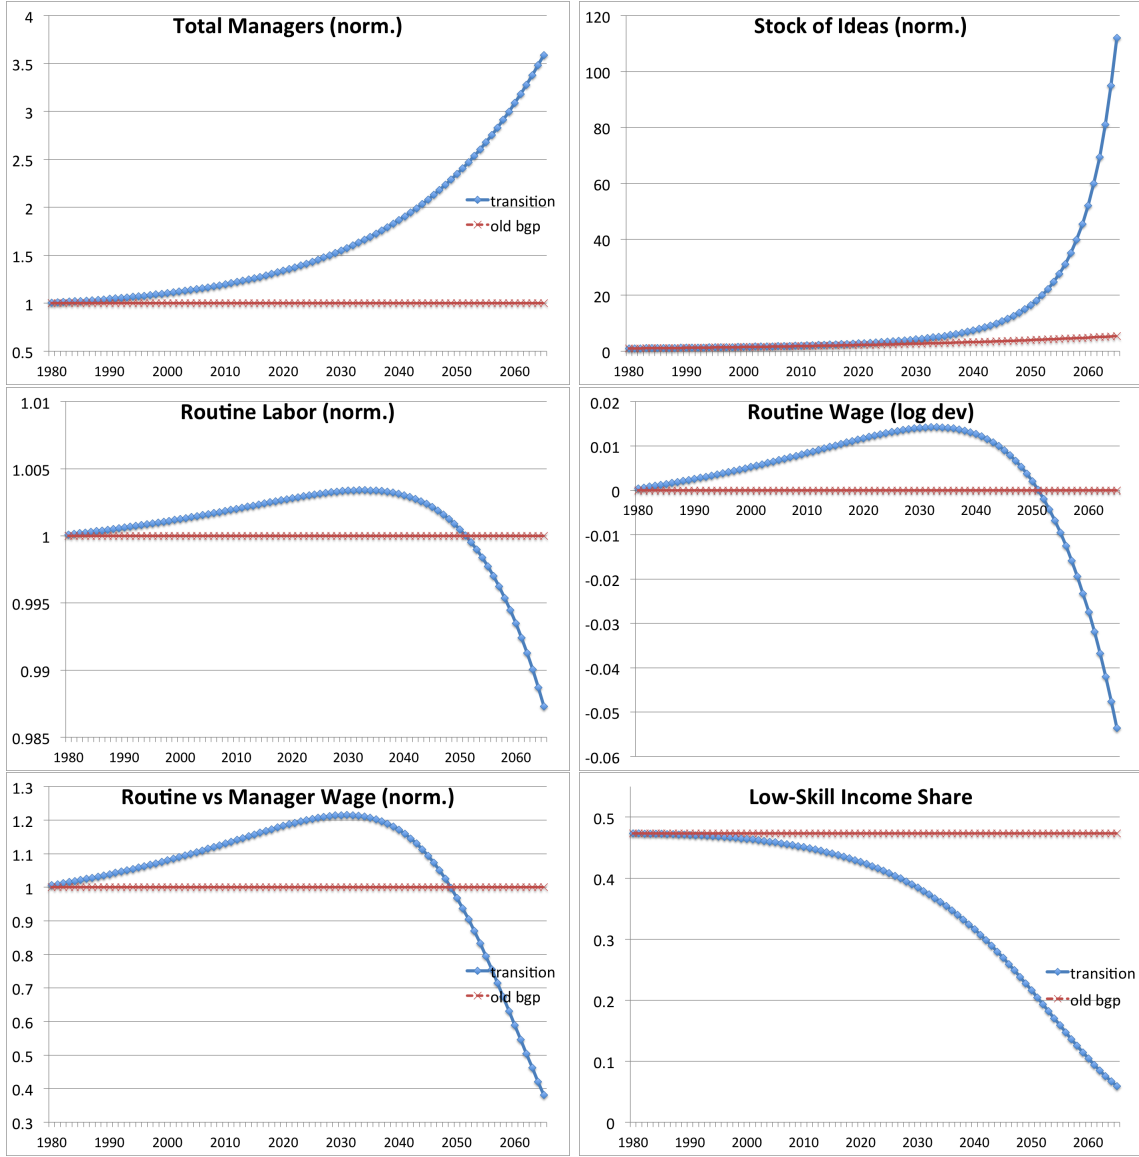 Total Managers (norm.)
4
3.5
3
2.5
2
1.5
1
0.5
transition
old bgp
1980 1990 2000 2010 2020 2030 2040 2050 2060
Stock of Ideas (norm.)
120
100
80
60
40
20
0
1980 1990 2000 2010 2020 2030 2040 2050 2060
Routine Labor (norm.)
1.01
1.005
1
0.995
0.99
0.985
1980 1990 2000 2010 2020 2030 2040 2050 2060
Routine Wage (log dev)
0.02
0.01
0
-0.01
-0.02
-0.03
-0.04
-0.05
-0.06
1980 1990 2000 2010 2020 2030 2040 2050 2060
Routine vs Manager Wage (norm.)
1.3
1.2
1.1
1
0.9
0.8
0.7
0.6
0.5
0.4
0.3
transition
old bgp
1980 1990 2000 2010 2020 2030 2040 2050 2060
Low-Skill Income Share
0.5
0.4
0.3
0.2
0.1
0
transition
old bgp
1980 1990 2000 2010 2020 2030 2040 2050 2060